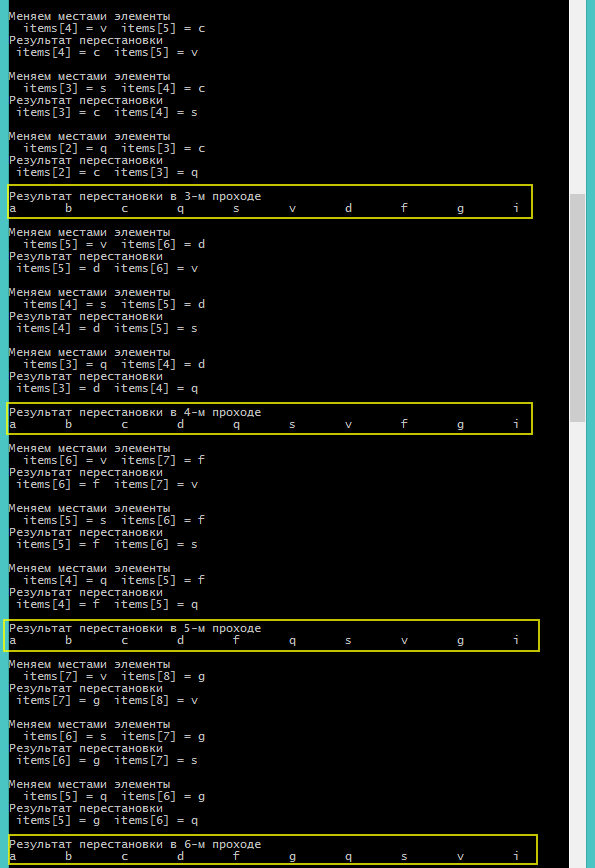 Меняем местами элементы
items[4] = v items[5] = c
Результат перестановки
items[4] = c items[5] = v
Меняем местами элементы
items[3] = s items[4] = c
Результат перестановки
items[3] = c items[4] = s
Меняем местами элементы
items[2] = q items[3] = c
Результат перестановки
items[2] = c items[3] = q
Результат перестановки в 3-м проходе
a b c q s v d f g i
Меняем местами элементы
items[5] = v items[6] = d
Результат перестановки
items[5] = d items[6] = v
Меняем местами элементы
items[4] = s items[5] = d
Результат перестановки
items[4] = d items[5] = s
Меняем местами элементы
items[3] = q items[4] = d
Результат перестановки
items[3] = d items[4] = q
Результат перестановки в 4-м проходе
a b c d q s v f g i
Меняем местами элементы
items[6] = v items[7] = f
Результат перестановки
items[6] = f items[7] = v
Меняем местами элементы
items[5] = s items[6] = f
Результат перестановки
items[5] = f items[6] = s
Меняем местами элементы
items[4] = q items[5] = f
Результат перестановки
items[4] = f items[5] = q
Результат перестановки в 5-м проходе
a b c d f q s v g i
Меняем местами элементы
items[7] = v items[8] = g
Результат перестановки
items[7] = g items[8] = v
Меняем местами элементы
items[6] = s items[7] = g
Результат перестановки
items[6] = g items[7] = s
Меняем местами элементы
items[5] = q items[6] = g
Результат перестановки
items[5] = g items[6] = q
Результат перестановки в 6-м проходе
a b c d f g q s v i